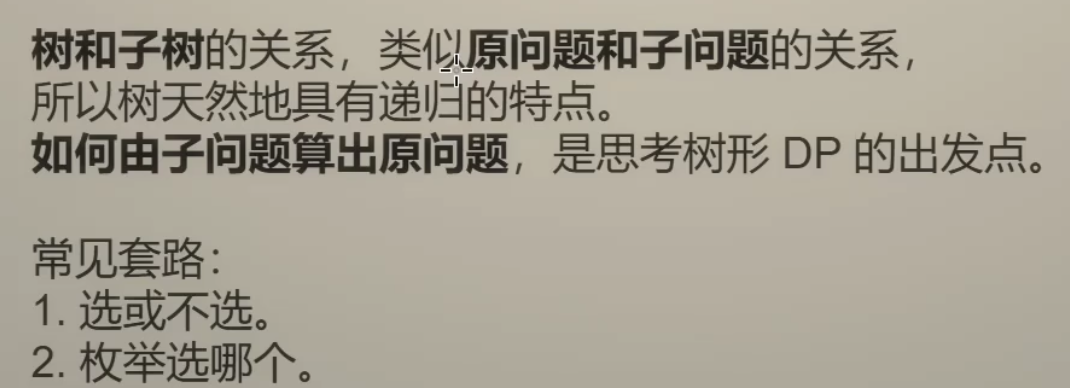 树和子树的关系，类似原问题和子问题的关系，
所以树天然地具有递归的特点。
如何由子问题算出原问题，是思考树形 DP 的出发点。
常见套路：
1. 选或不选。
2. 枚举选哪个。